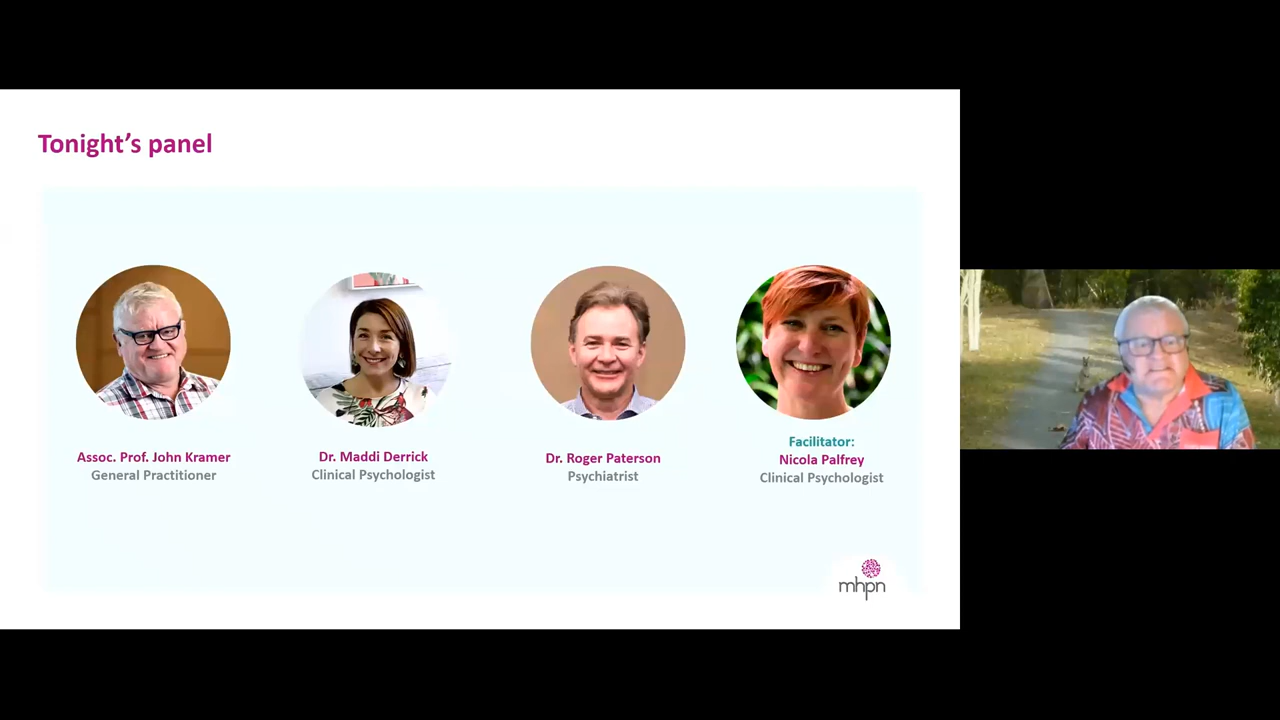 Tonight's panel
Assoc. Prof. John Kramer
General Practitioner
Dr. Maddi Derrick
Clinical Psychologist
Dr. Roger Paterson
Psychiatrist
Facilitator:
Nicola Palfrey
Clinical Psychologist
mhpn